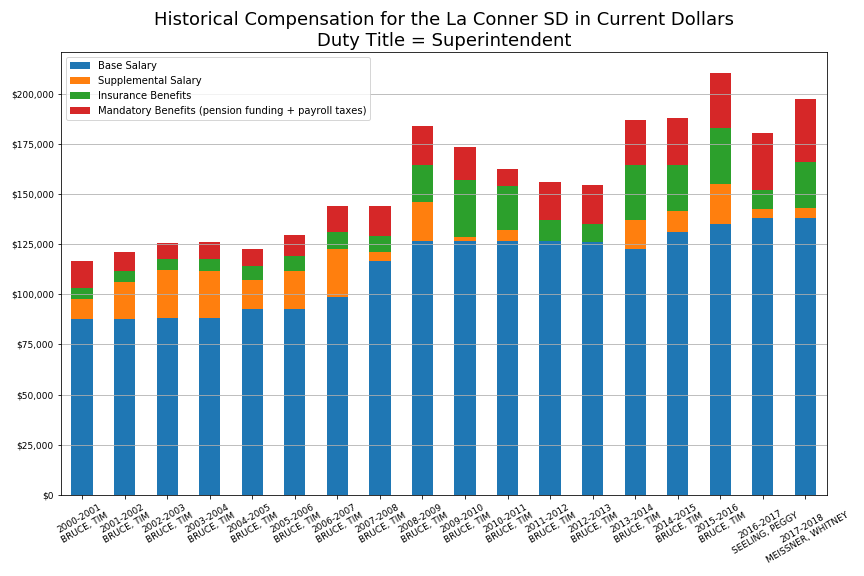 Historical Compensation for the La Conner SD in Current Dollars
Duty Title = Superintendent
Base Salary
Supplemental Salary
Insurance Benefits
Mandatory Benefits (pension funding + payroll taxes)
$200,000
$175,000
$150,000
$125,000
$100,000
$75,000
$50,000
$25,000
$0
2000-2001
BRUCE, TIM
2001-2002
BRUCE, TIM
2002-2003
BRUCE, TIM
2003-2004
BRUCE, TIM
2004-2005
BRUCE, TIM
2005-2006
BRUCE, TIM
2006-2007
BRUCE, TIM
2007-2008
BRUCE, TIM
2008-2009
BRUCE, TIM
2009-2010
BRUCE, TIM
2010-2011
BRUCE, TIM
2011-2012
BRUCE, TIM
2012-2013
BRUCE, TIM
2013-2014
BRUCE, TIM
2014-2015
BRUCE, TIM
2015-2016
BRUCE, TIM
2016-2017
SEELING, PEGGY
2017-2018
MEISSNER, WHITNEY